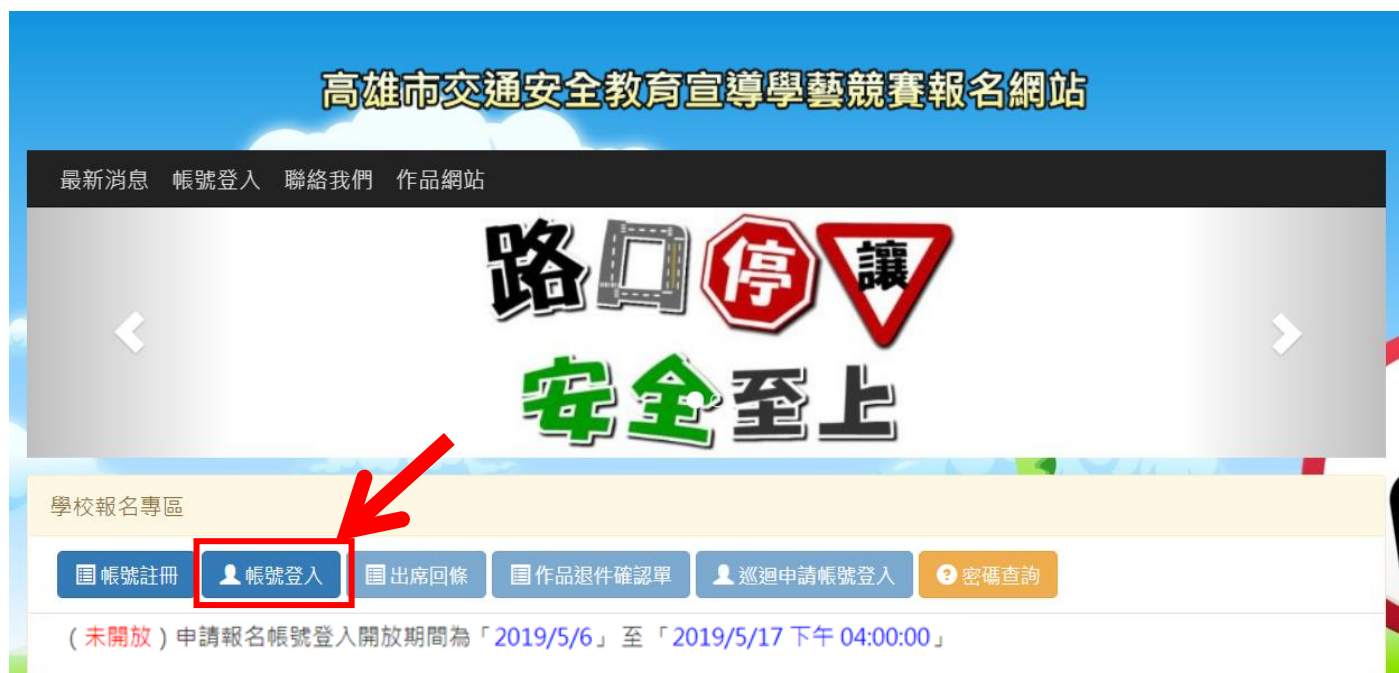 高雄市交通安全教育宣導學藝競賽報名網站
最新消息 帳號登入 聯絡我們 作品網站
路口停讓
安全至上
學校報名專區
帳號註冊 帳號登入 出席回條 作品退件確認單 巡迴申請帳號登入 密碼查詢
(未開放)申請報名帳號登入開放期間為「2019/5/6」至「2019/5/17 下午 04:00:00」